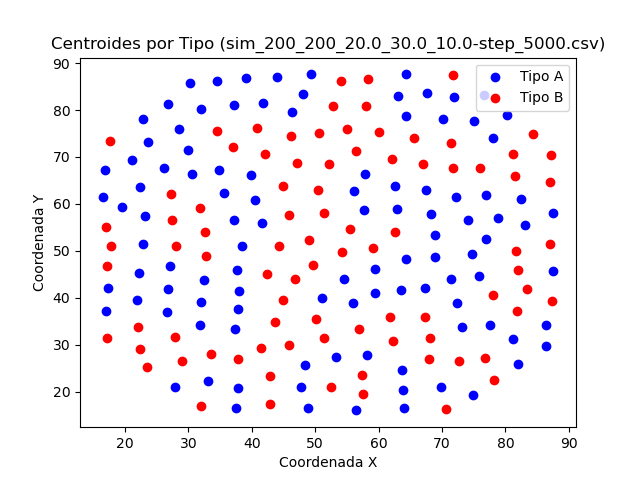 Centroides por Tipo (sim_200_200_20.0_30.0_10.0-step_5000.csv)
Tipo A
Tipo B
90
80
70
60
50
40
30
20
Coordenada Y
20 30 40 50 60 70 80 90
Coordenada X